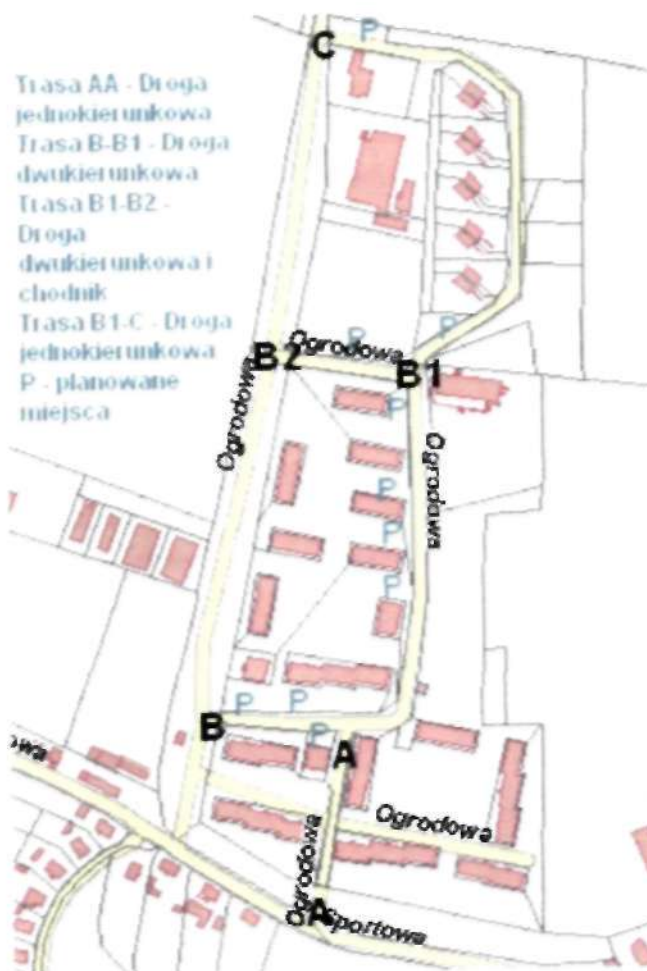 C
P
Trasa AA - Droga
jednokierunkowa
Trasa B-B1 - Droga
dwukierunkowa
Trasa B1-B2 -
Droga
dwukierunkowa i
chodnik
Trasa B1-C - Droga
jednokierunkowa
P - planowane
miejsca
P
P
Ogrodowa
B2
B1
Ogrodowa
P
Ogrodowa
P
P
P
P
P
B
P
A
owa
Ogrodowa
Ogrodowa
A
Sportowa